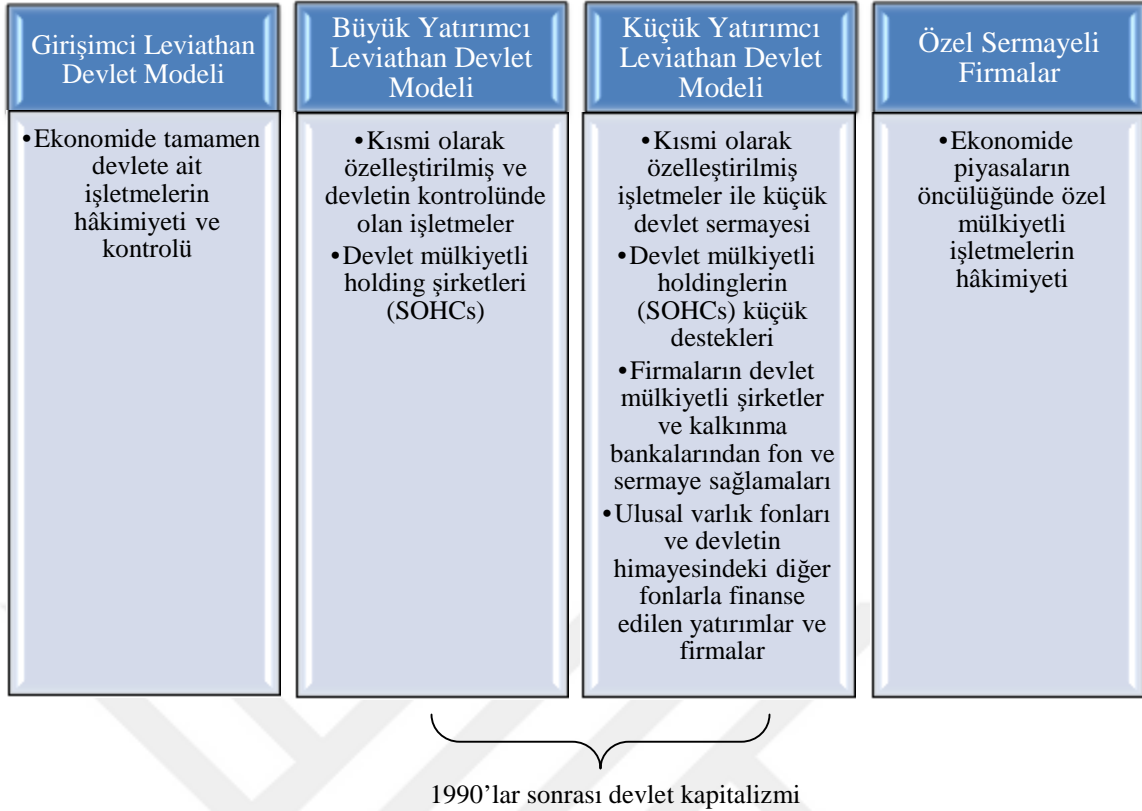 Girişimci Leviathan
Devlet Modeli
•Ekonomide tamamen
devlete ait
işletmelerin
hâkimiyeti ve
kontrolü
Büyük Yatırımcı
Leviathan Devlet
Modeli
•Kısmi olarak
özelleştirilmiş ve
devletin kontrolünde
olan işletmeler
•Devlet mülkiyetli
holding şirketleri
(SOHCs)
Küçük Yatırımcı
Leviathan Devlet
Modeli
•Kısmi olarak
özelleştirilmiş
işletmeler ile küçük
devlet sermayesi
•Devlet mülkiyetli
holdinglerin
(SOHCs) küçük
destekleri
•Firmaların devlet
mülkiyetli şirketler
ve kalkınma
bankalarından fon ve
sermaye sağlamaları
•Ulusal varlık fonları
ve devletin
himayesindeki diğer
fonlarla finanse
edilen yatırımlar ve
firmalar
Özel Sermayeli
Firmalar
•Ekonomide
piyasaların
öncülüğünde özel
mülkiyetli
işletmelerin
hâkimiyeti
1990’lar sonrası devlet kapitalizmi